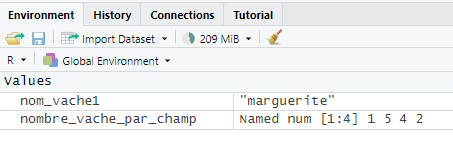 Environment History Connections Tutorial
Import Dataset 209 MiB
R Global Environment
Values
nom_vache1 "marguerite"
nombre_vache_par_champ Named num [1:4] 1 5 4 2